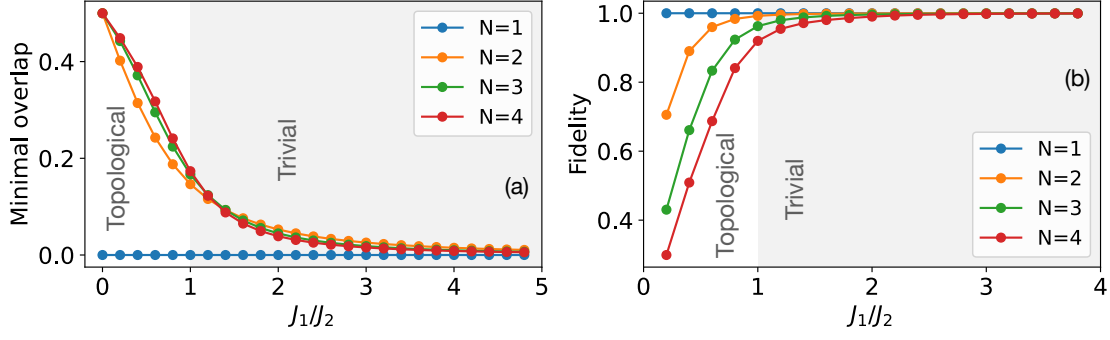 Minimal overlap
0.4
0.2
0.0
Topological
Trivial
N=1
N=2
N=3
N=4
(a)
0 1 2 3 4 5
J₁/J₂
Fidelity
1.0
0.8
0.6
0.4
Topological
Trivial
(b)
N=1
N=2
N=3
N=4
0 1 2 3 4
J₁/J₂